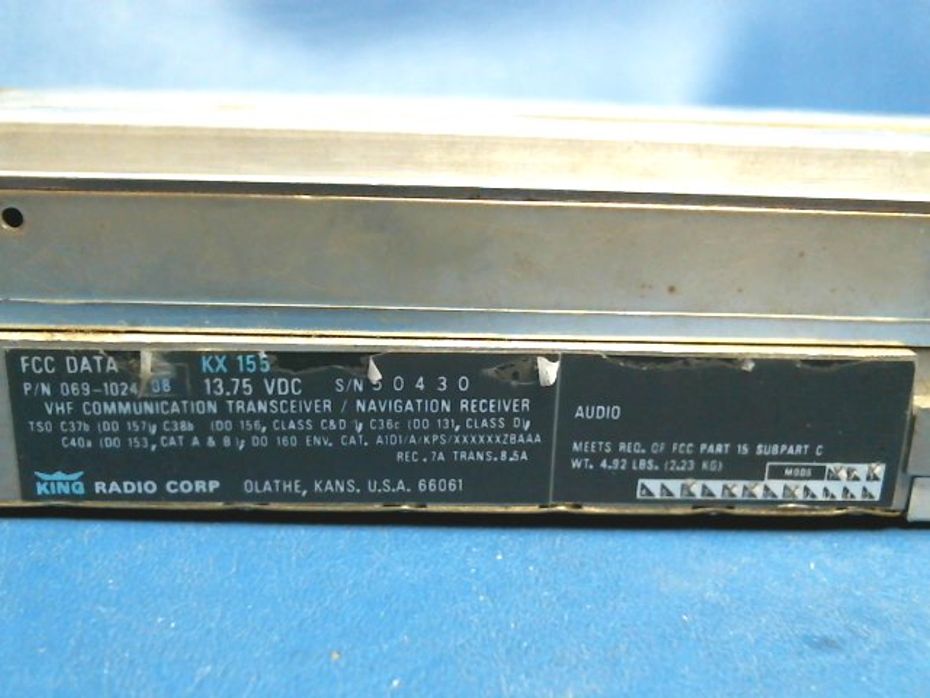 FCC DATA KX 155
P/N 069-1024 08 13.75 VDC S/N 50430
VHF COMMUNICATION TRANSCEIVER / NAVIGATION RECEIVER
TSO C37b (DO 157), C38b (DO 156, CLASS C&D), C36c (DO 131, CLASS D),
C40a (DO 153, CAT A & B), DO 160 ENV. CAT. A1D1/A/KPS/XXXXXXZBAAA
REC .7A TRANS. 8.5A
KING RADIO CORP OLATHE, KANS. U.S.A. 66061
AUDIO
MEETS REQ. OF FCC PART 15 SUBPART C
WT. 4.92 LBS. (2.23 KG)
MODS